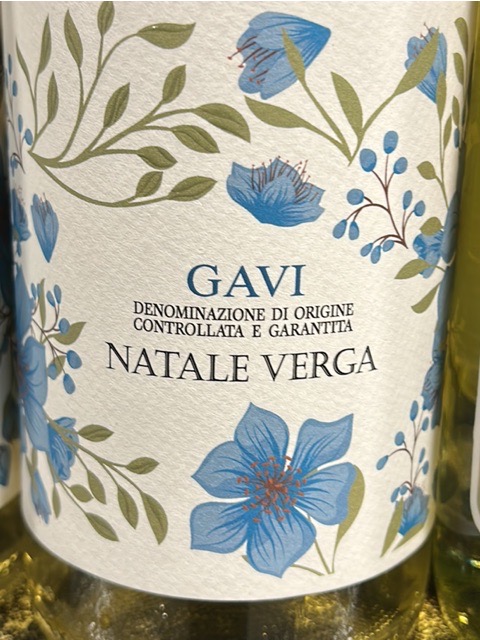 GAVI
DENOMINAZIONE DI ORIGINE
CONTROLLATA E GARANTITA
NATALE VERGA